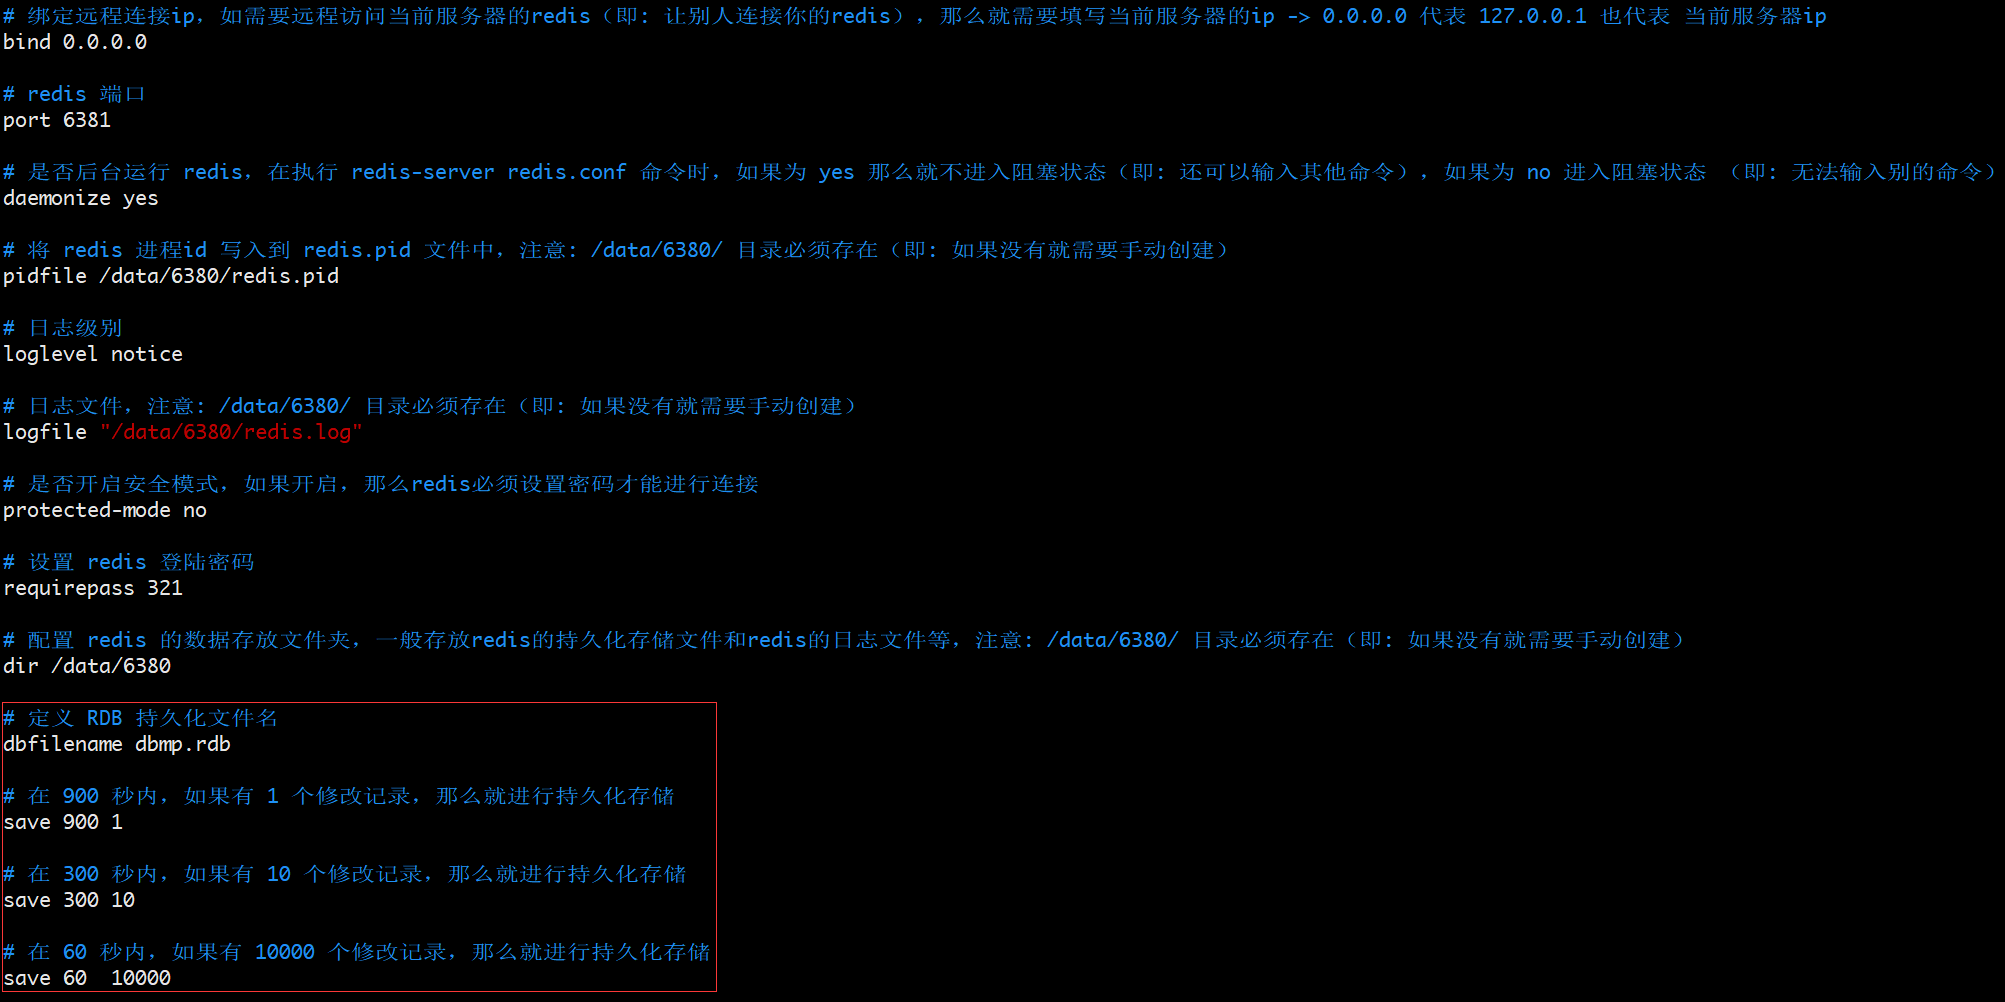 # 绑定远程连接ip，如需要远程访问当前服务器的redis（即: 让别人连接你的redis），那么就需要填写当前服务器的ip -> 0.0.0.0 代表 127.0.0.1 也代表 当前服务器ip
bind 0.0.0.0
# redis 端口
port 6381
# 是否后台运行 redis，在执行 redis-server redis.conf 命令时，如果为 yes 那么就不进入阻塞状态（即: 还可以输入其他命令），如果为 no 进入阻塞状态 （即: 无法输入别的命令）
daemonize yes
# 将 redis 进程id 写入到 redis.pid 文件中，注意: /data/6380/ 目录必须存在（即: 如果没有就需要手动创建）
pidfile /data/6380/redis.pid
# 日志级别
loglevel notice
# 日志文件，注意: /data/6380/ 目录必须存在（即: 如果没有就需要手动创建）
logfile "/data/6380/redis.log"
# 是否开启安全模式，如果开启，那么redis必须设置密码才能进行连接
protected-mode no
# 设置 redis 登陆密码
requirepass 321
# 配置 redis 的数据存放文件夹，一般存放redis的持久化存储文件和redis的日志文件等，注意: /data/6380/ 目录必须存在（即: 如果没有就需要手动创建）
dir /data/6380
# 定义 RDB 持久化文件名
dbfilename dbmp.rdb
# 在 900 秒内，如果有 1 个修改记录，那么就进行持久化存储
save 900 1
# 在 300 秒内，如果有 10 个修改记录，那么就进行持久化存储
save 300 10
# 在 60 秒内，如果有 10000 个修改记录，那么就进行持久化存储
save 60  10000